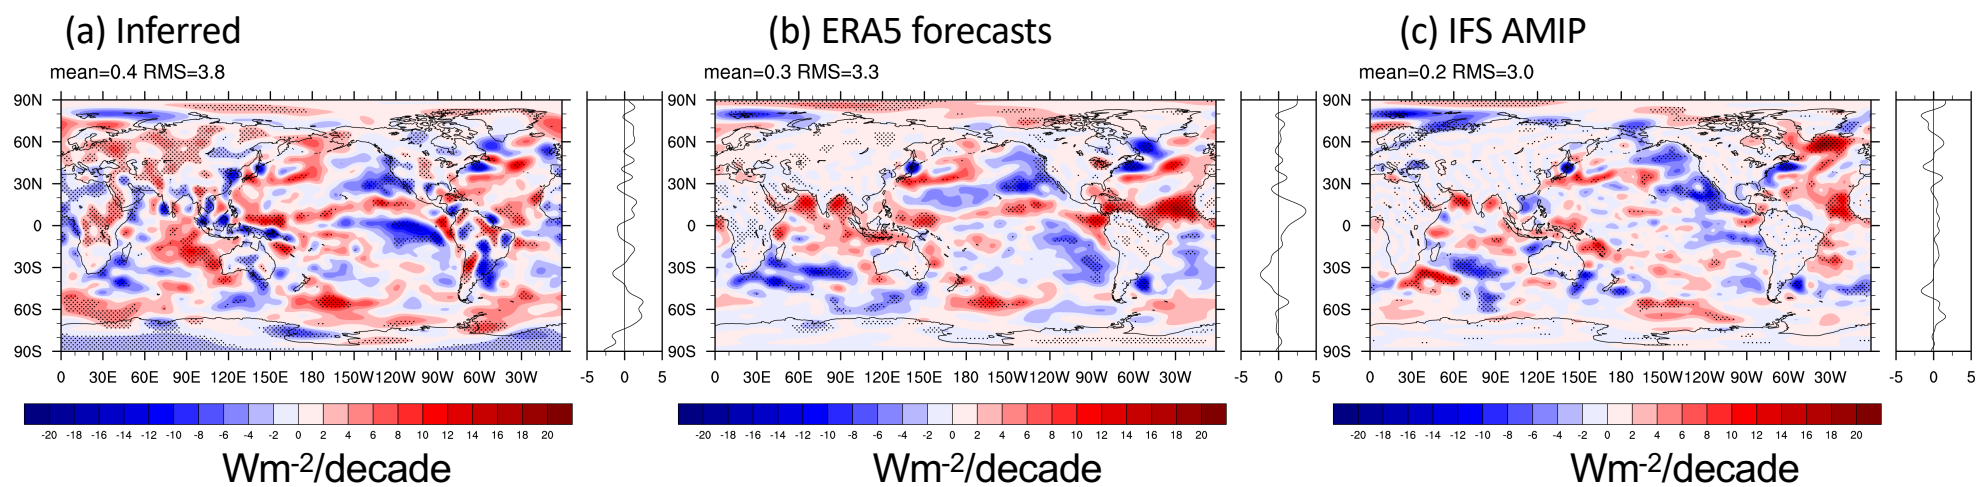 (a) Inferred
(b) ERA5 forecasts
(c) IFS AMIP
mean=0.4 RMS=3.8
mean=0.3 RMS=3.3
mean=0.2 RMS=3.0
90N
60N
30N
0
30S
60S
90S
0 30E 60E 90E 120E 150E 180 150W 120W 90W 60W 30W
-5 0 5
90N
60N
30N
0
30S
60S
90S
0 30E 60E 90E 120E 150E 180 150W 120W 90W 60W 30W
-5 0 5
90N
60N
30N
0
30S
60S
90S
0 30E 60E 90E 120E 150E 180 150W 120W 90W 60W 30W
-5 0 5
-20 -18 -16 -14 -12 -10 -8 -6 -4 -2 0 2 4 6 8 10 12 14 16 18 20
-20 -18 -16 -14 -12 -10 -8 -6 -4 -2 0 2 4 6 8 10 12 14 16 18 20
-20 -18 -16 -14 -12 -10 -8 -6 -4 -2 0 2 4 6 8 10 12 14 16 18 20
Wm-2/decade
Wm-2/decade
Wm-2/decade